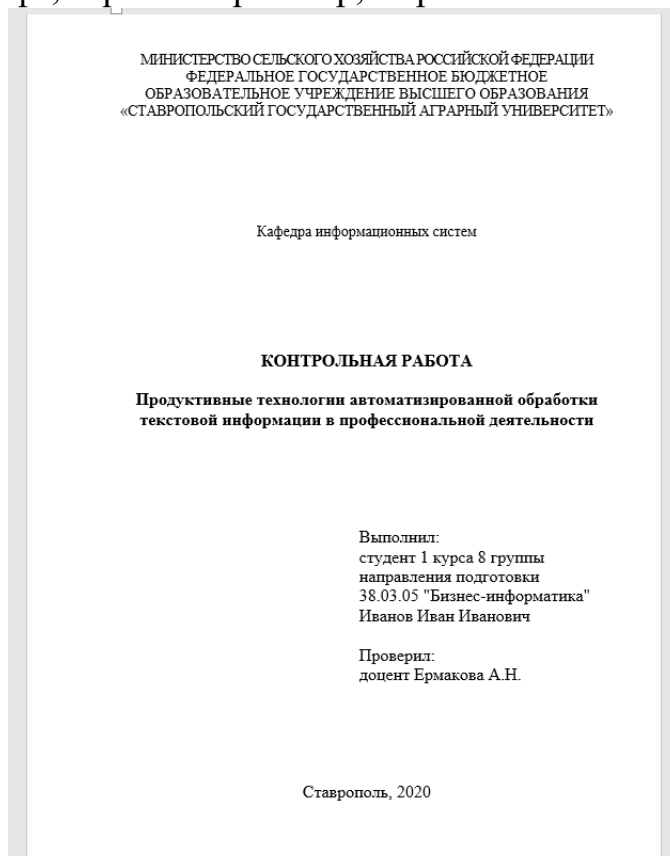 МИНИСТЕРСТВО СЕЛЬСКОГО ХОЗЯЙСТВА РОССИЙСКОЙ ФЕДЕРАЦИИ
ФЕДЕРАЛЬНОЕ ГОСУДАРСТВЕННОЕ БЮДЖЕТНОЕ
ОБРАЗОВАТЕЛЬНОЕ УЧРЕЖДЕНИЕ ВЫСШЕГО ОБРАЗОВАНИЯ
«СТАВРОПОЛЬСКИЙ ГОСУДАРСТВЕННЫЙ АГРАРНЫЙ УНИВЕРСИТЕТ»
Кафедра информационных систем
КОНТРОЛЬНАЯ РАБОТА
Продуктивные технологии автоматизированной обработки
текстовой информации в профессиональной деятельности
Выполнил:
студент 1 курса 8 группы
направления подготовки
38.03.05 "Бизнес-информатика"
Иванов Иван Иванович
Проверил:
доцент Ермакова А.Н.
Ставрополь, 2020